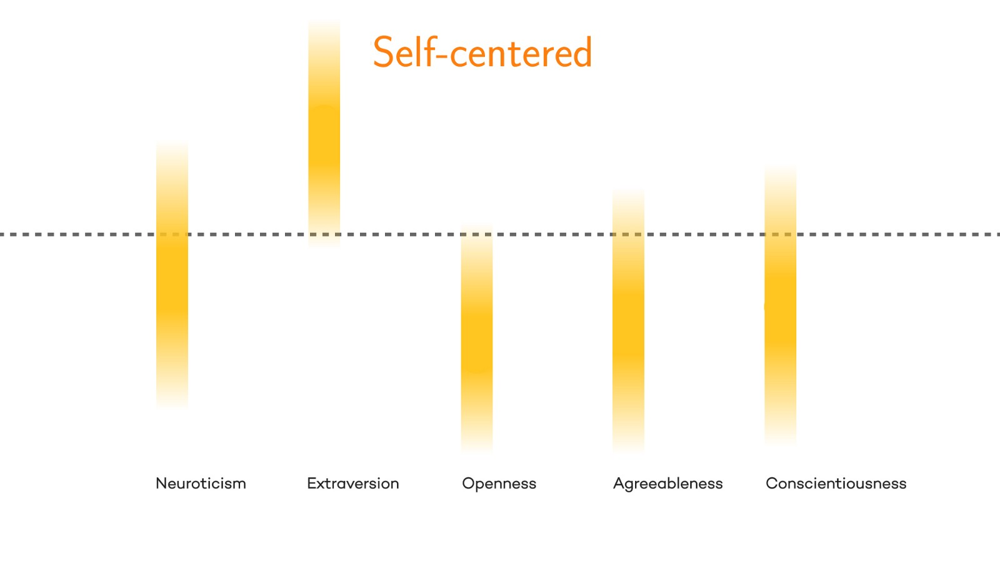 Self-centered
Neuroticism
Extraversion
Openness
Agreeableness
Conscientiousness